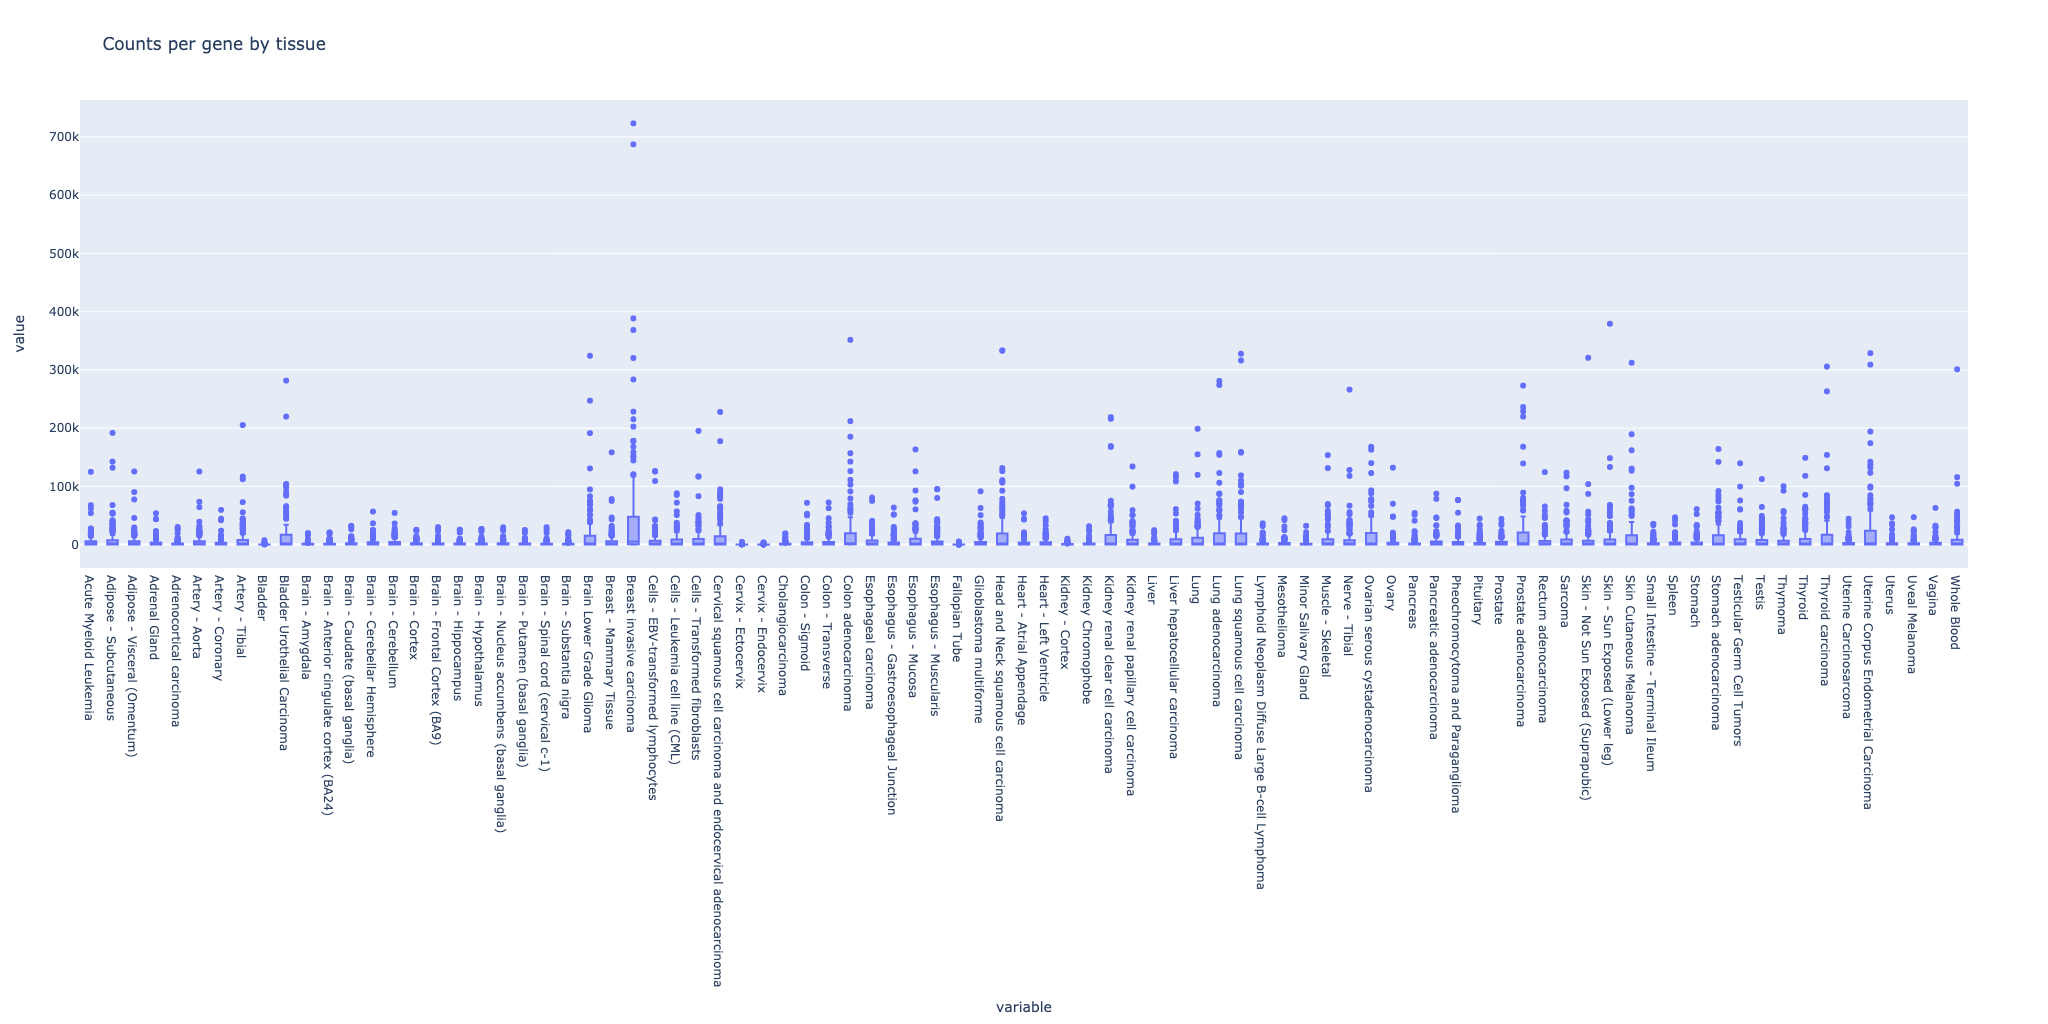 Counts per gene by tissue
700k
600k
500k
400k
300k
200k
100k
0
value
Acute Myeloid Leukemia
Adipose - Subcutaneous
Adipose - Visceral (Omentum)
Adrenal Gland
Adrenocortical carcinoma
Artery - Aorta
Artery - Coronary
Artery - Tibial
Bladder
Bladder Urothelial Carcinoma
Brain - Amygdala
Brain - Anterior cingulate cortex (BA24)
Brain - Caudate (basal ganglia)
Brain - Cerebellar Hemisphere
Brain - Cerebellum
Brain - Cortex
Brain - Frontal Cortex (BA9)
Brain - Hippocampus
Brain - Hypothalamus
Brain - Nucleus accumbens (basal ganglia)
Brain - Putamen (basal ganglia)
Brain - Spinal cord (cervical c-1)
Brain - Substantia nigra
Brain Lower Grade Glioma
Breast - Mammary Tissue
Breast invasive carcinoma
Cells - EBV-transformed lymphocytes
Cells - Leukemia cell line (CML)
Cells - Transformed fibroblasts
Cervical squamous cell carcinoma and endocervical adenocarcinoma
Cervix - Ectocervix
Cervix - Endocervix
Cholangiocarcinoma
Colon - Sigmoid
Colon - Transverse
Colon adenocarcinoma
Esophageal carcinoma
Esophagus - Gastroesophageal Junction
Esophagus - Mucosa
Esophagus - Muscularis
Fallopian Tube
Glioblastoma multiforme
Head and Neck squamous cell carcinoma
Heart - Atrial Appendage
Heart - Left Ventricle
Kidney - Cortex
Kidney Chromophobe
Kidney renal clear cell carcinoma
Kidney renal papillary cell carcinoma
Liver
Liver hepatocellular carcinoma
Lung
Lung adenocarcinoma
Lung squamous cell carcinoma
Lymphoid Neoplasm Diffuse Large B-cell Lymphoma
Mesothelioma
Minor Salivary Gland
Muscle - Skeletal
Nerve - Tibial
Ovarian serous cystadenocarcinoma
Ovary
Pancreas
Pancreatic adenocarcinoma
Pheochromocytoma and Paraganglioma
Pituitary
Prostate
Prostate adenocarcinoma
Rectum adenocarcinoma
Sarcoma
Skin - Not Sun Exposed (Suprapubic)
Skin - Sun Exposed (Lower leg)
Skin Cutaneous Melanoma
Small Intestine - Terminal Ileum
Spleen
Stomach
Stomach adenocarcinoma
Testicular Germ Cell Tumors
Testis
Thymoma
Thyroid
Thyroid carcinoma
Uterine Carcinosarcoma
Uterine Corpus Endometrial Carcinoma
Uterus
Uveal Melanoma
Vagina
Whole Blood
variable